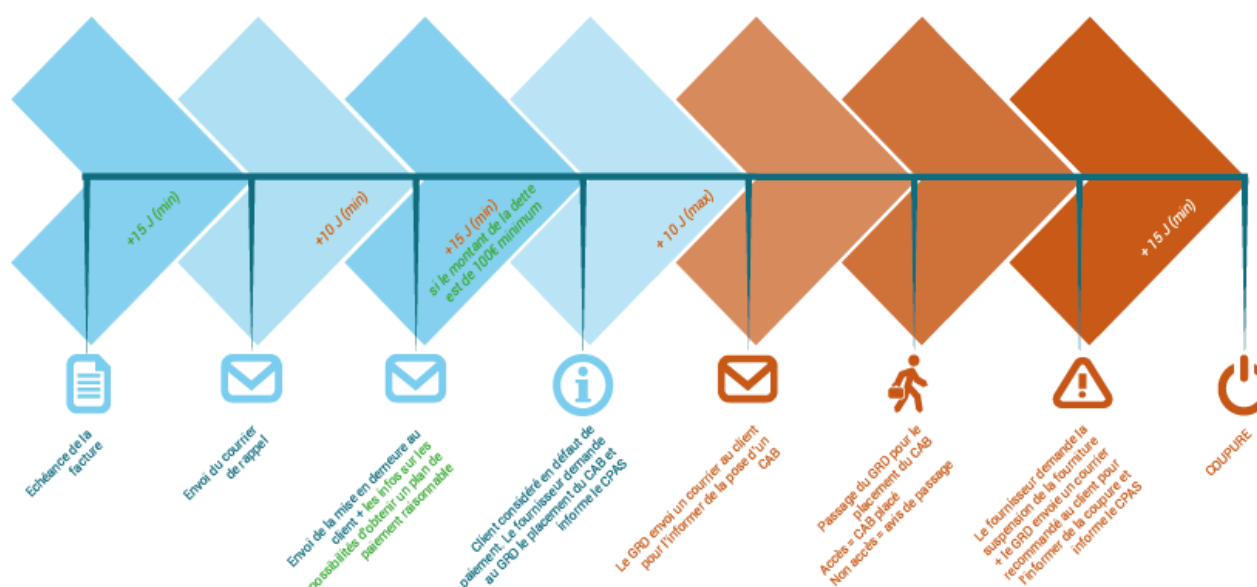 +15 J (min)
+10 J (min)
+15 J (min)
si le montant de la dette
est de 100€ minimum
+ 10 J (max)
+ 15 J (min)
Echéance de la
facture
Envoi du courrier
de rappel
Envoi de la mise en demeure au
client + les infos sur les
possibilités d'obtenir un plan de
paiement raisonnable
Client considéré en défaut de
paiement. Le fournisseur demande
au GRD le placement du CAB et
informe le CPAS
Le GRD envoi un courrier au client
pour l'informer de la pose d'un
CAB
Passage du GRD pour le
placement du CAB
Accès = CAB placé
Non accès = avis de passage
Le fournisseur demande la
suspension de la fourniture
+ le GRD envoie un courrier
recommandé au client pour
l'informer de la coupure et
informe le CPAS
COUPURE